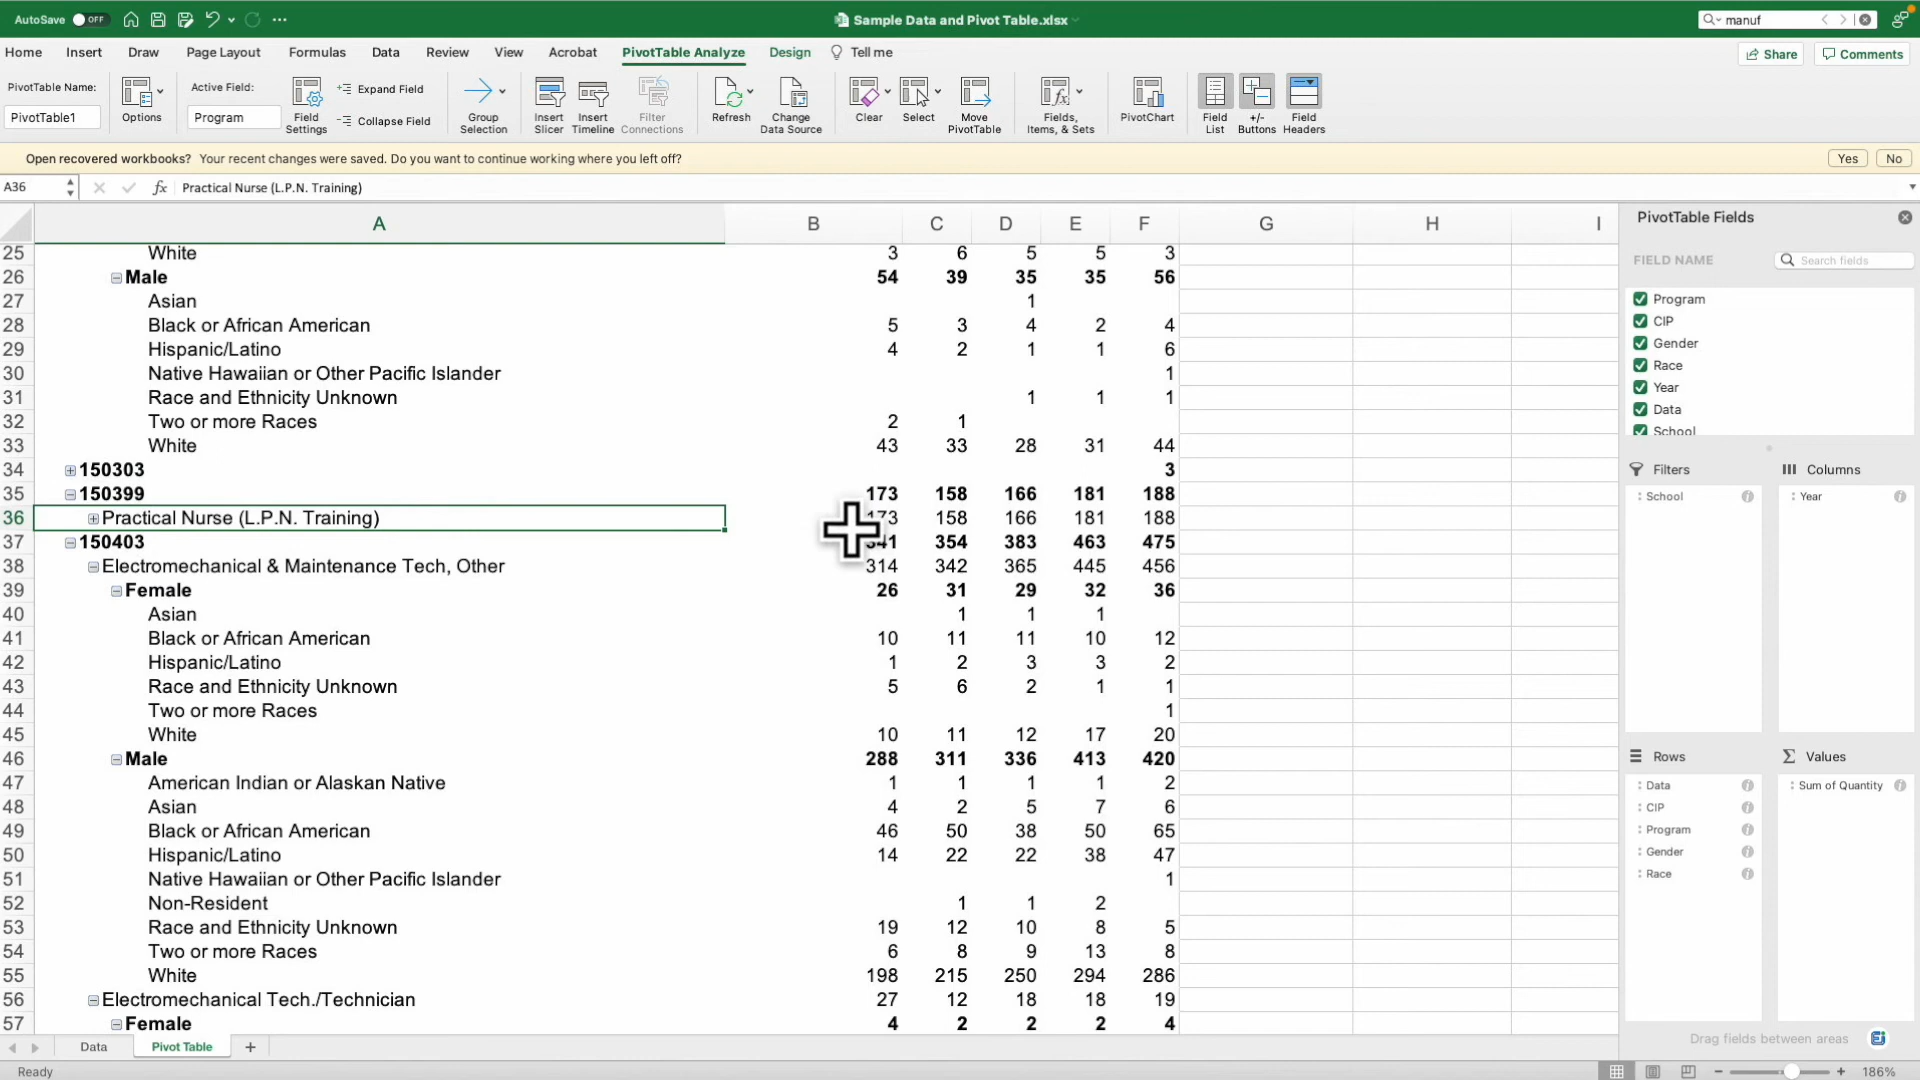 AutoSave OFF Sample Data and Pivot Table.xlsx manuf
Home Insert Draw Page Layout Formulas Data Review View Acrobat PivotTable Analyze Design Tell me Share Comments
PivotTable Name: Active Field: Expand Field
PivotTable1 Options Program Field Settings Collapse Field Group Selection Insert Slicer Insert Timeline Filter Connections Refresh Change Data Source Clear Select Move PivotTable Fields, Items, & Sets PivotChart Field List +/- Buttons Field Headers
Open recovered workbooks? Your recent changes were saved. Do you want to continue working where you left off? Yes No
A36 fx Practical Nurse (L.P.N. Training)
A B C D E F G H I
25 White 3 6 5 5 3
26 Male 54 39 35 35 56
27 Asian 1
28 Black or African American 5 3 4 2 4
29 Hispanic/Latino 4 2 1 1 6
30 Native Hawaiian or Other Pacific Islander 1
31 Race and Ethnicity Unknown 1 1 1
32 Two or more Races 2 1
33 White 43 33 28 31 44
34 150303 3
35 150399 173 158 166 181 188
36 Practical Nurse (L.P.N. Training) 158 166 181 188
37 150403 354 383 463 475
38 Electromechanical & Maintenance Tech, Other 314 342 365 445 456
39 Female 26 31 29 32 36
40 Asian 1 1 1
41 Black or African American 10 11 11 10 12
42 Hispanic/Latino 1 2 3 3 2
43 Race and Ethnicity Unknown 5 6 2 1 1
44 Two or more Races 1
45 White 10 11 12 17 20
46 Male 288 311 336 413 420
47 American Indian or Alaskan Native 1 1 1 1 2
48 Asian 4 2 5 7 6
49 Black or African American 46 50 38 50 65
50 Hispanic/Latino 14 22 22 38 47
51 Native Hawaiian or Other Pacific Islander 1
52 Non-Resident 1 1 2
53 Race and Ethnicity Unknown 19 12 10 8 5
54 Two or more Races 6 8 9 13 8
55 White 198 215 250 294 286
56 Electromechanical Tech./Technician 27 12 18 18 19
57 Female 4 2 2 2 4
PivotTable Fields
FIELD NAME Search fields
Program
CIP
Gender
Race
Year
Data
School
Filters Columns
School Year
Rows Values
Data Sum of Quantity
CIP
Program
Gender
Race
Drag fields between areas
Data Pivot Table
Ready 186%